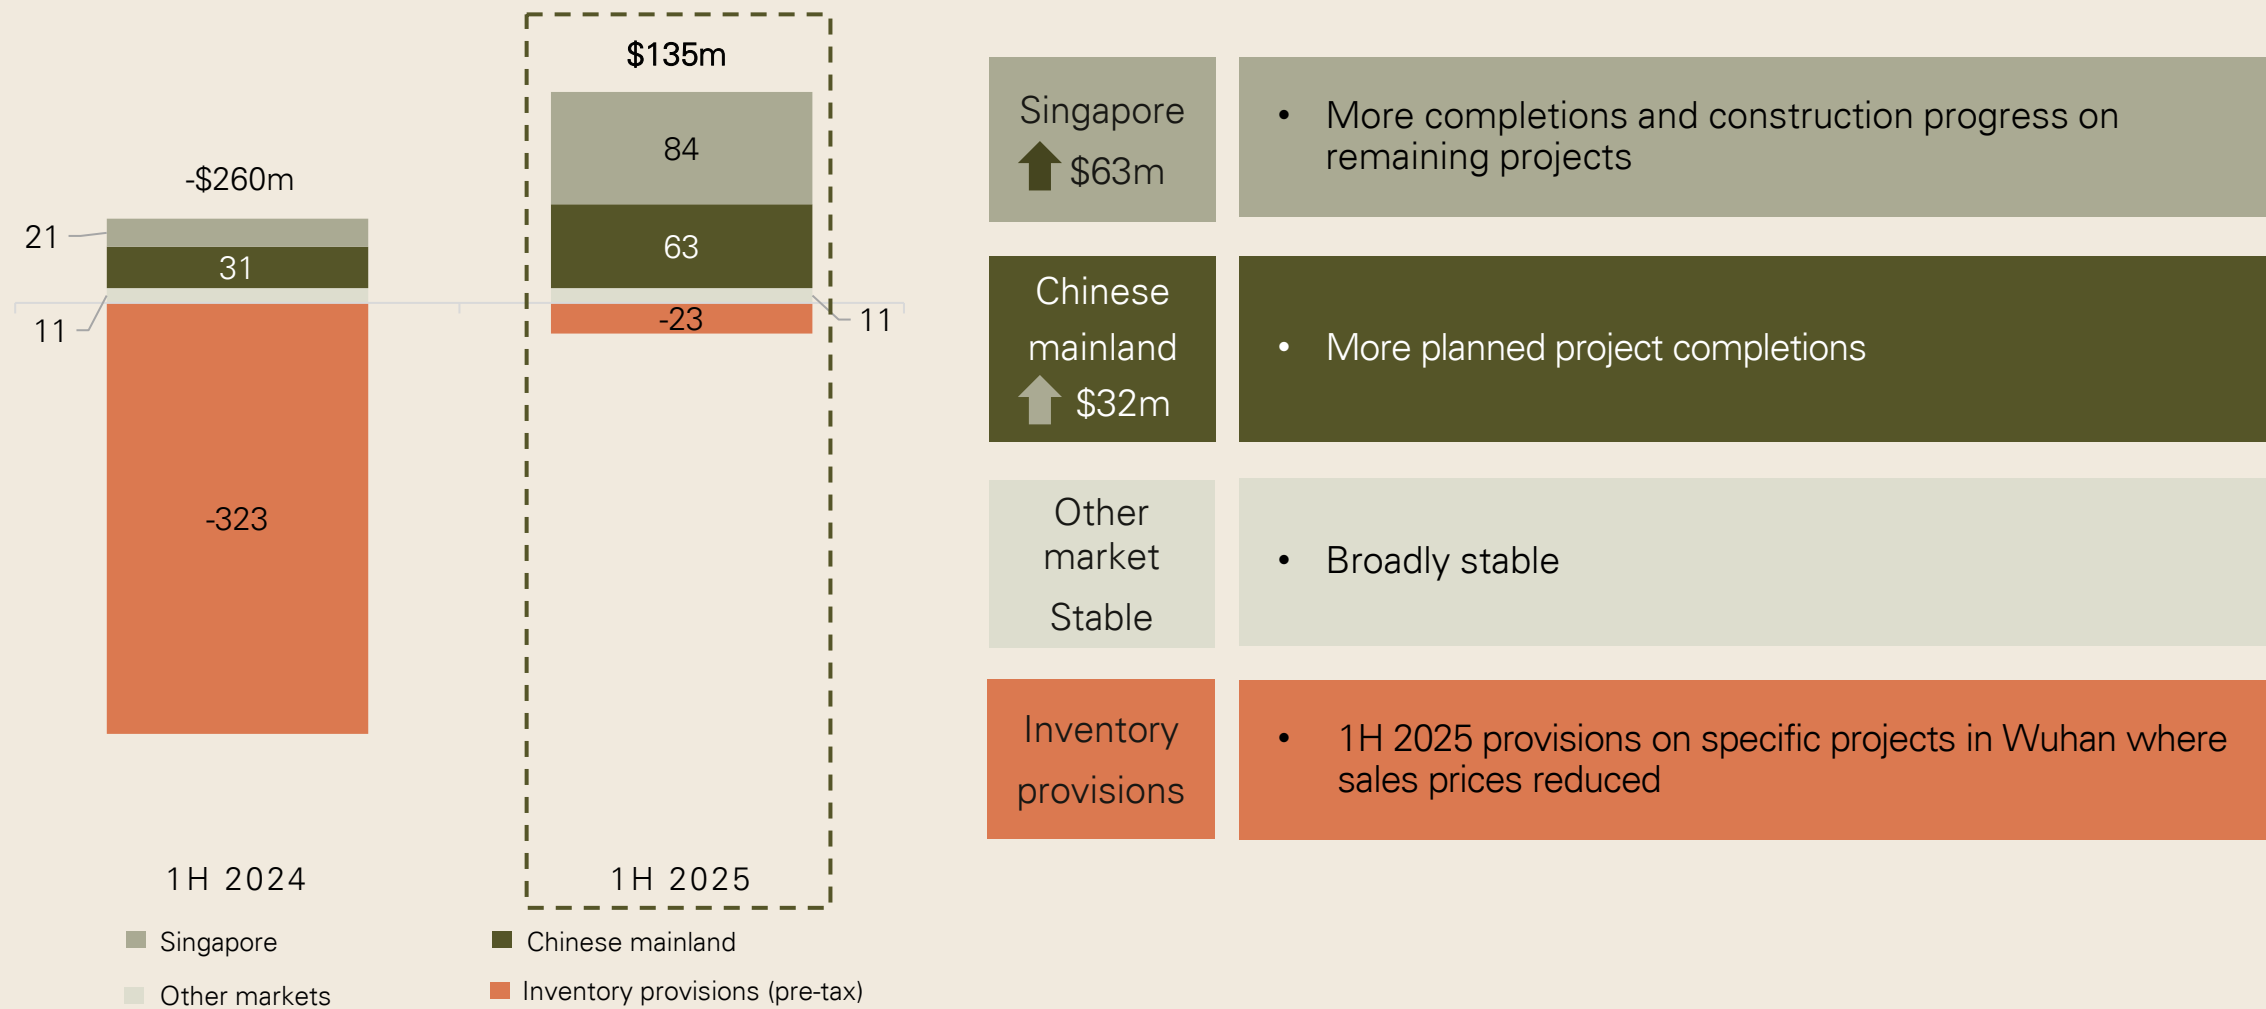 -$260m
21
31
11
-323
1H 2024
$135m
84
63
-23
11
1H 2025
Singapore
Chinese mainland
Other markets
Inventory provisions (pre-tax)
Singapore
$63m
• More completions and construction progress on
remaining projects
Chinese
mainland
$32m
• More planned project completions
Other
market
Stable
• Broadly stable
Inventory
provisions
• 1H 2025 provisions on specific projects in Wuhan where
sales prices reduced